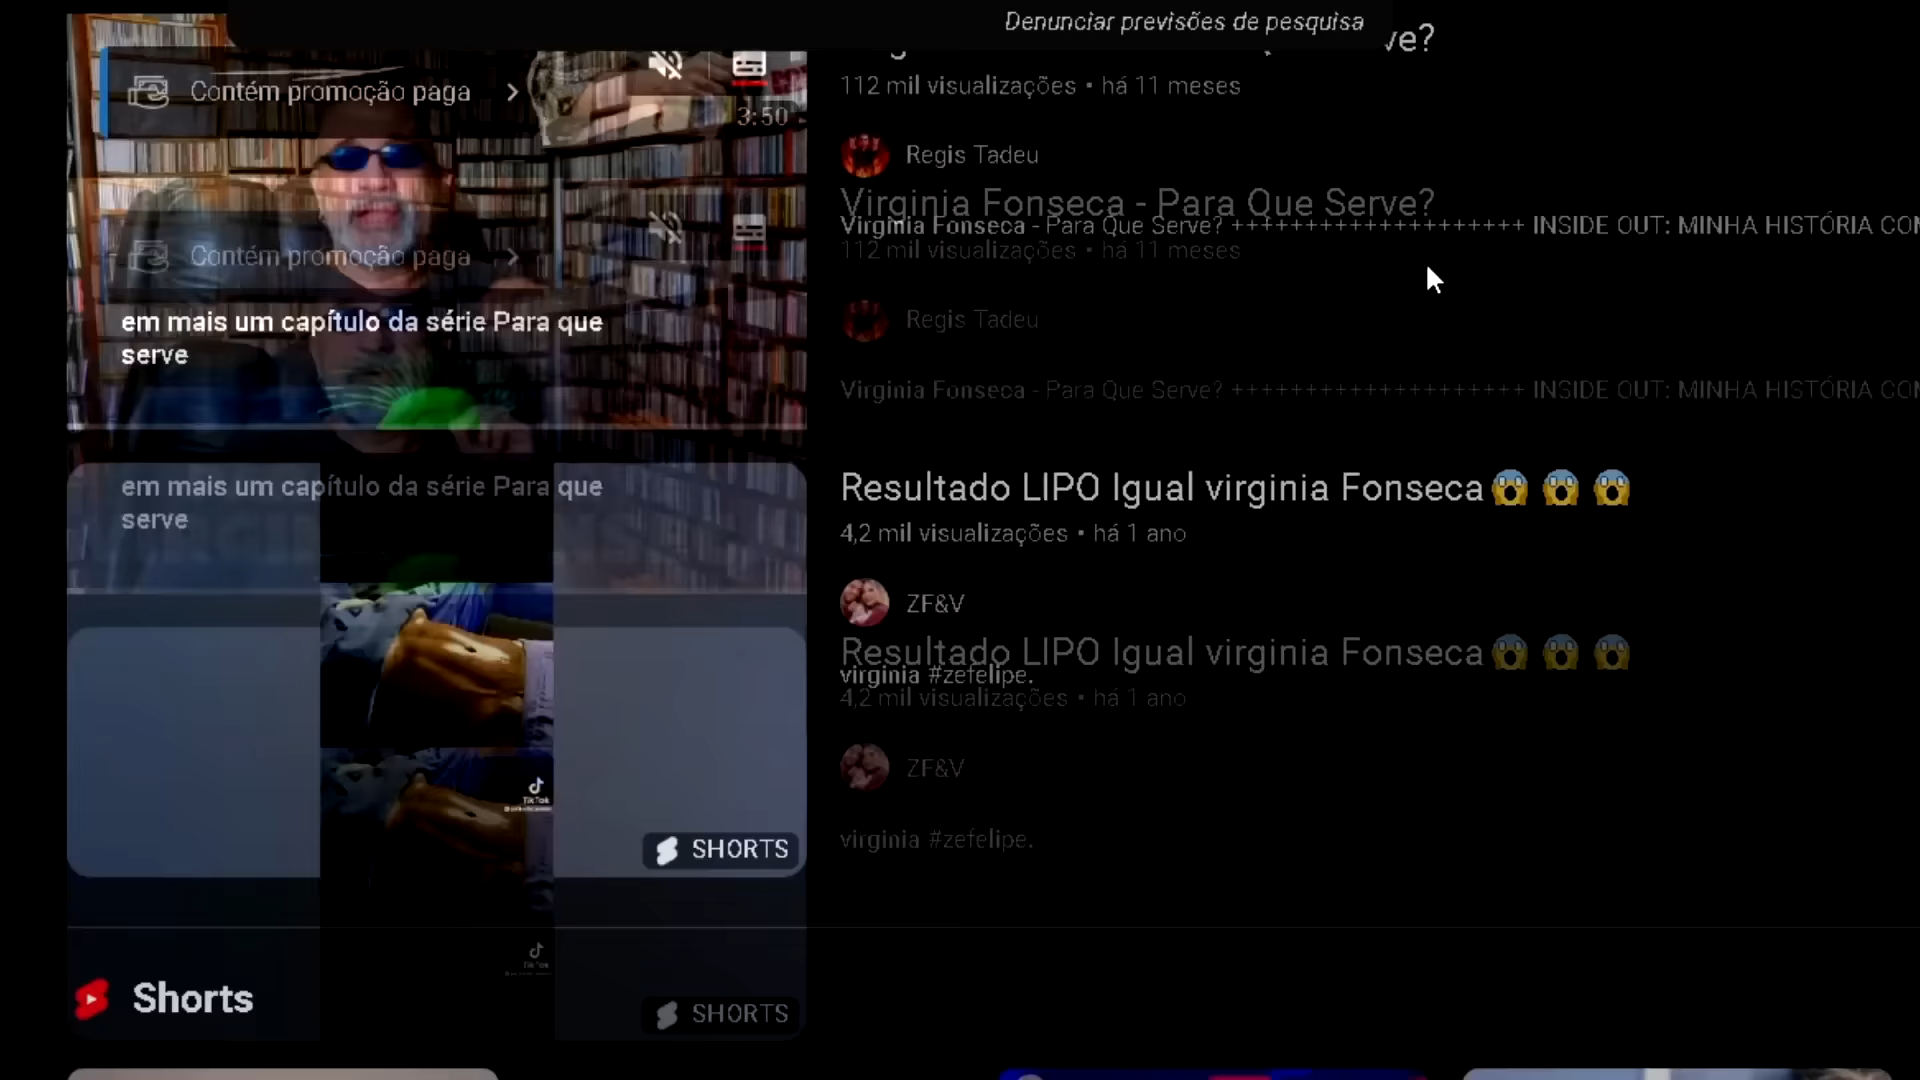 Denunciar previsões de pesquisa
ve?
112 mil visualizações • há 11 meses
Contém promoção paga
3:50
Regis Tadeu
Virginia Fonseca - Para Que Serve?
Virginia Fonseca - Para Que Serve? ++++++++++++++++++++ INSIDE OUT: MINHA HISTÓRIA CO
112 mil visualizações • há 11 meses
Contém promoção paga
Regis Tadeu
em mais um capítulo da série Para que
serve
Virginia Fonseca - Para Que Serve? ++++++++++++++++++++ INSIDE OUT: MINHA HISTÓRIA CO
em mais um capítulo da série Para que
serve
Resultado LIPO Igual virginia Fonseca😱 😱 😱
4,2 mil visualizações • há 1 ano
ZF&V
Resultado LIPO Igual virginia Fonseca😱 😱 😱
virginia #zefelipe.
4,2 mil visualizações • há 1 ano
ZF&V
TikTok
SHORTS
virginia #zefelipe.
TikTok
Shorts
SHORTS